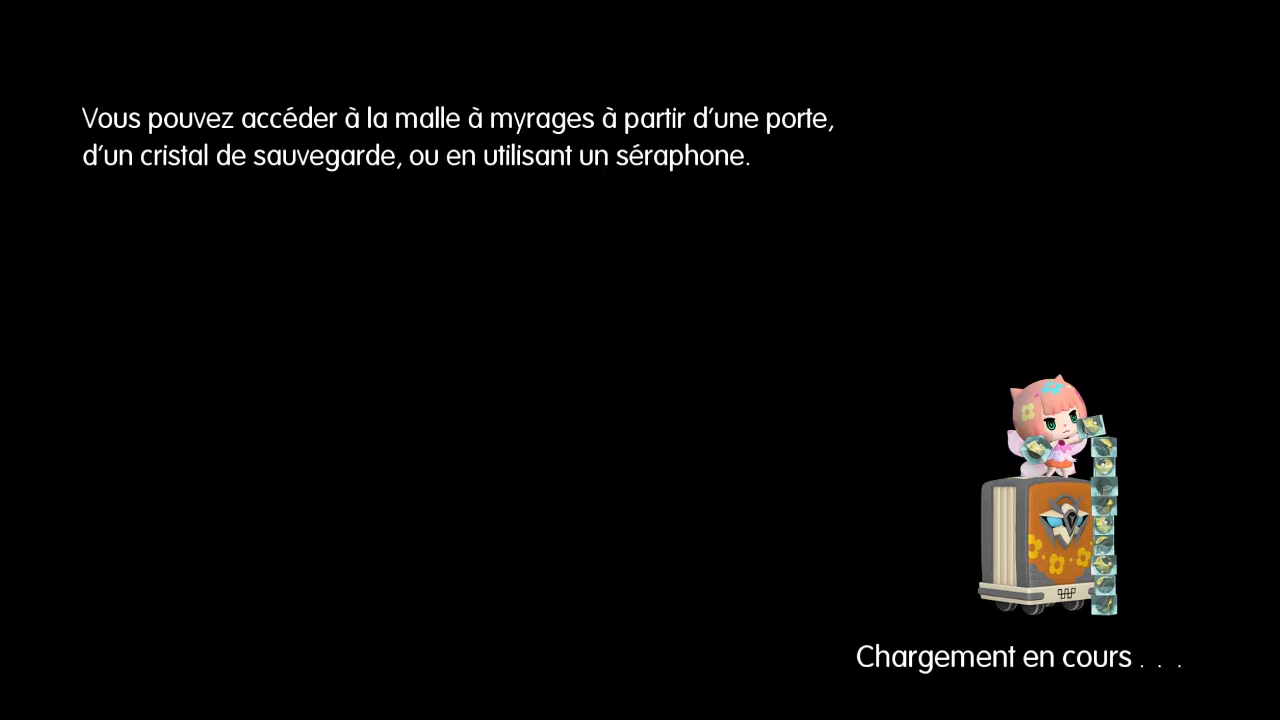 Vous pouvez accéder à la malle à myrages à partir d'une porte,
d'un cristal de sauvegarde, ou en utilisant un séraphone.
Chargement en cours . . .